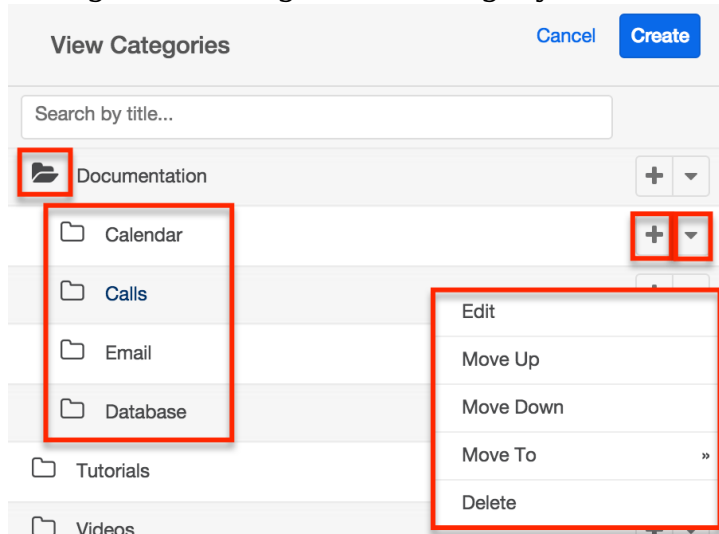 View Categories
Cancel
Create
Search by title...
Documentation
Calendar
Calls
Edit
Email
Move Up
Database
Move Down
Tutorials
Move To »
Delete
Videos